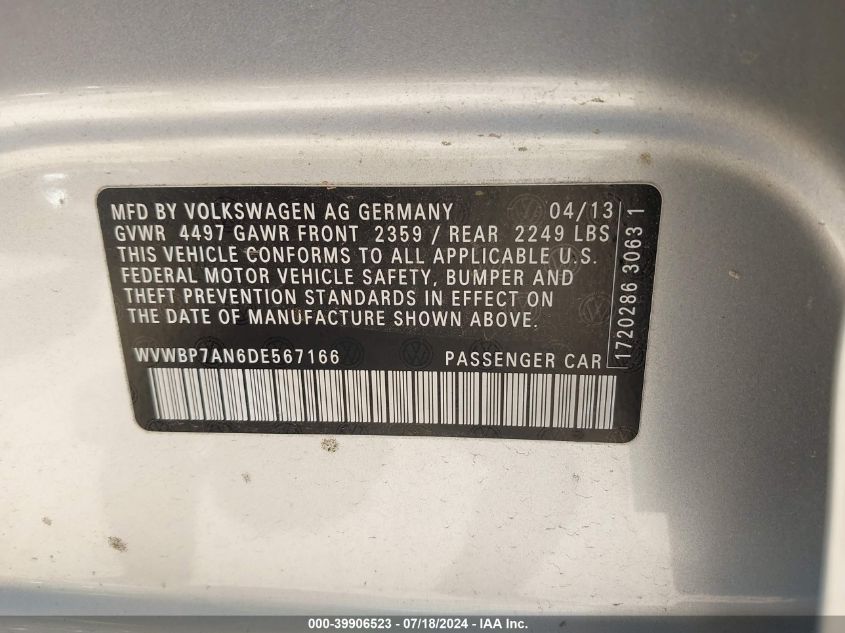 MFD BY VOLKSWAGEN AG GERMANY 04/13
GVWR 4497 GAWR FRONT 2359 / REAR 2249 LBS
THIS VEHICLE CONFORMS TO ALL APPLICABLE U.S.
FEDERAL MOTOR VEHICLE SAFETY, BUMPER AND
THEFT PREVENTION STANDARDS IN EFFECT ON
THE DATE OF MANUFACTURE SHOWN ABOVE.
WVWBP7AN6DE567166 PASSENGER CAR
1720286 30631
000-39906523 - 07/18/2024 - IAA Inc.